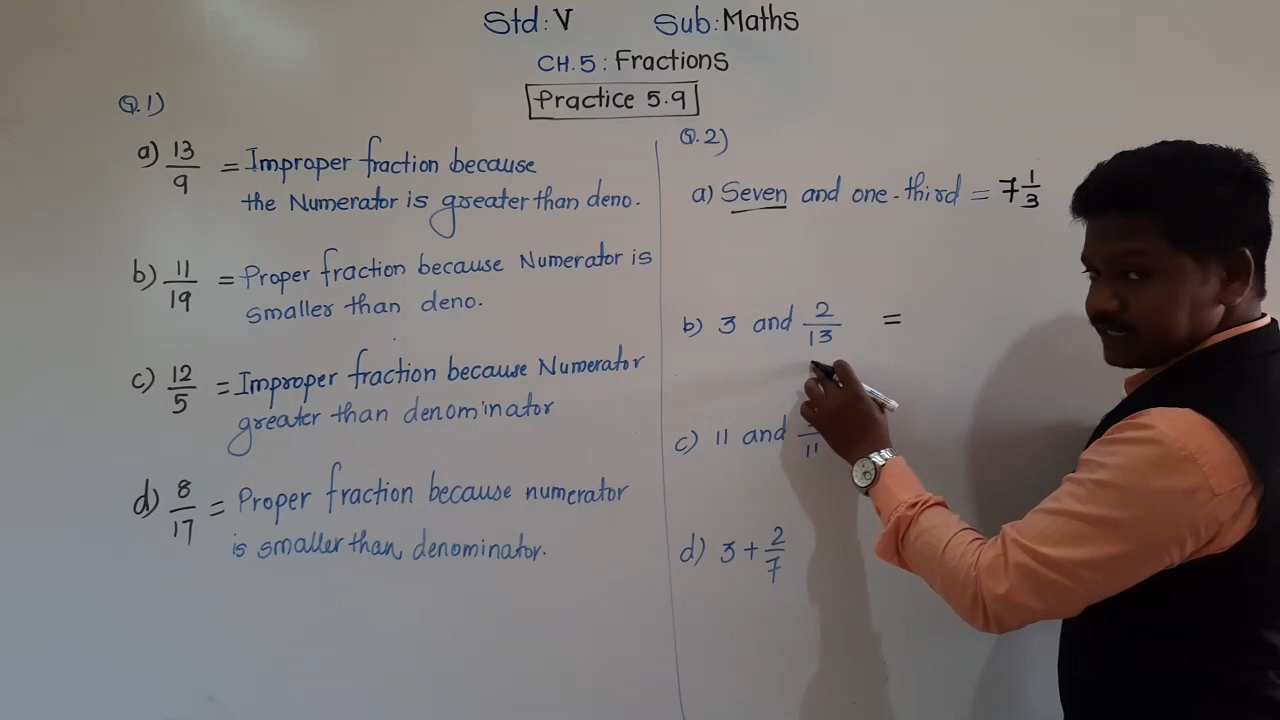 Std: V Sub: Maths
CH. 5 : Fractions
Practice 5.9
Q.1)
a) 13/9 = Improper fraction because
the Numerator is greater than deno.
b) 11/19 = Proper fraction because Numerator is
smaller than deno.
c) 12/5 = Improper fraction because Numerator
greater than denominator
d) 8/17 = Proper fraction because numerator
is smaller than denominator.
Q.2)
a) Seven and one-third = 7 1/3
b) 3 and 2/13 =
c) 11 and /11
d) 3 + 2/7